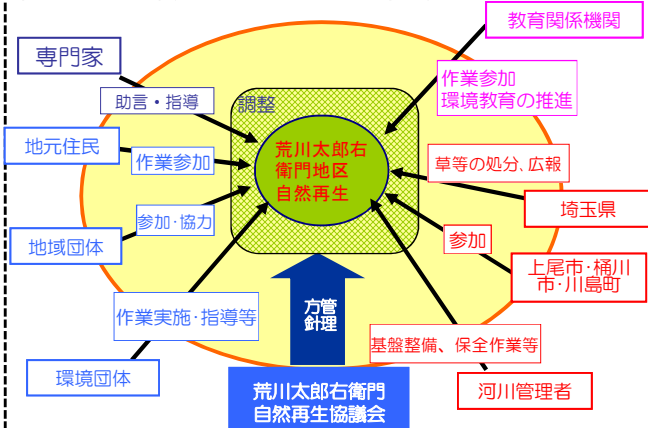 教育関係機関
専門家
作業参加
環境教育の推進
助言・指導
調整
地元住民
作業参加
荒川太郎右
衛門地区
自然再生
草等の処分、広報
埼玉県
参加・協力
地域団体
参加
上尾市・桶川
市・川島町
作業実施・指導等
管理
方針
基盤整備、保全作業等
環境団体
河川管理者
荒川太郎右衛門
自然再生協議会